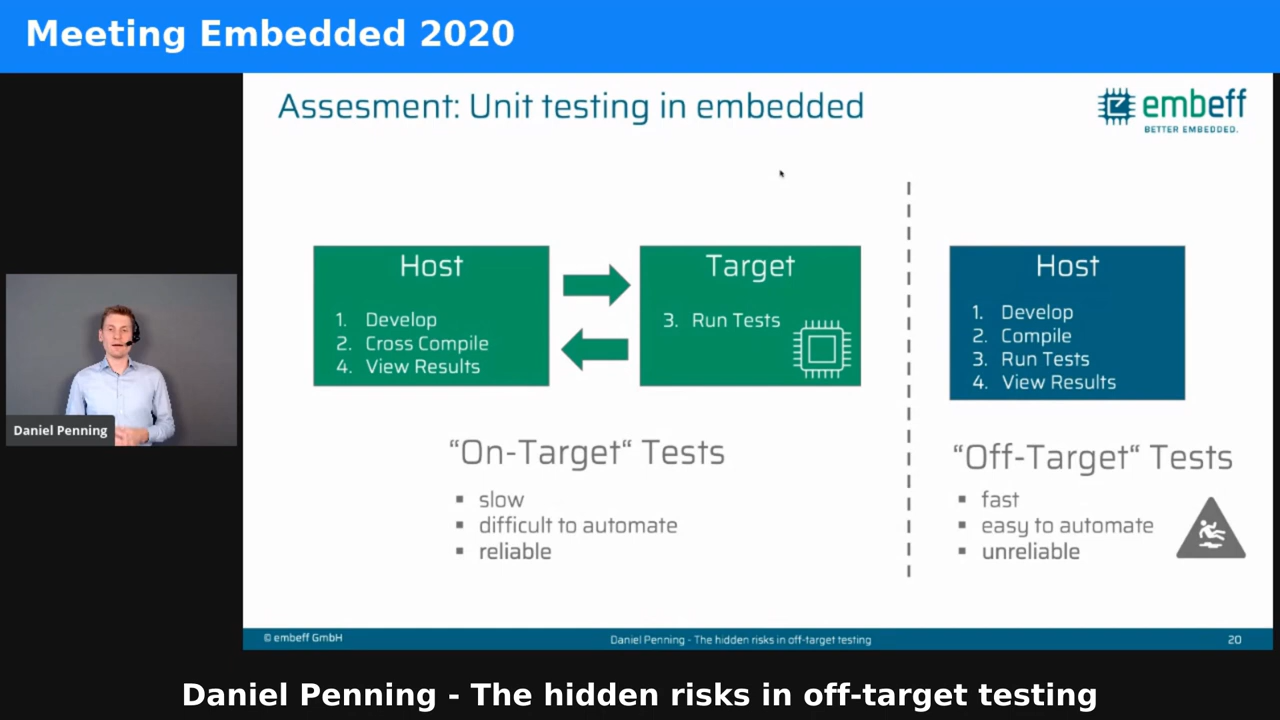 Meeting Embedded 2020
Assesment: Unit testing in embedded
embeff
BETTER EMBEDDED.
Host
1. Develop
2. Cross Compile
4. View Results
Target
3. Run Tests
Host
1. Develop
2. Compile
3. Run Tests
4. View Results
“On-Target“ Tests
▪ slow
▪ difficult to automate
▪ reliable
“Off-Target“ Tests
▪ fast
▪ easy to automate
▪ unreliable
Daniel Penning
© embeff GmbH
Daniel Penning - The hidden risks in off-target testing
20
Daniel Penning - The hidden risks in off-target testing